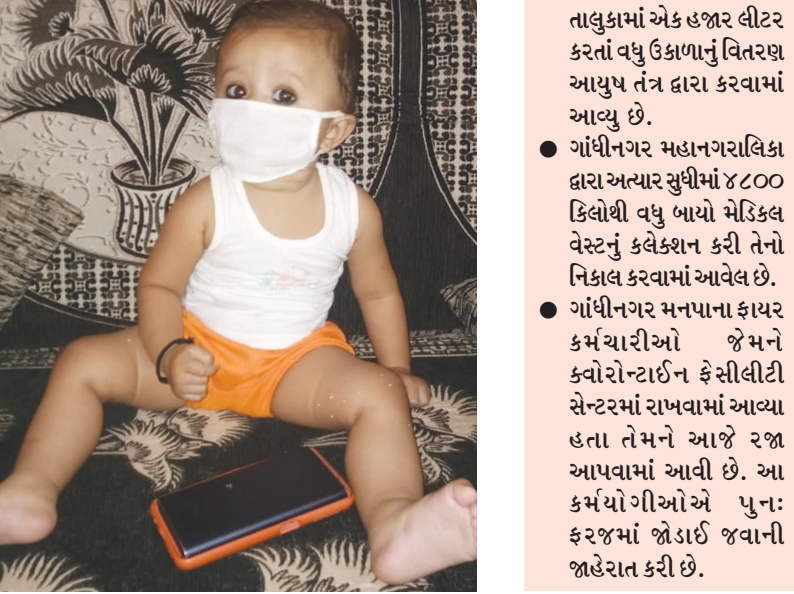 તાલુકામાં એક હજાર લીટર
કરતાં વધુ ઉકાળાનું વિતરણ
આયુષ તંત્ર દ્વારા કરવામાં
આવ્યુ છે.
● ગાંધીનગર મહાનગરાલિકા
દ્વારા અત્યાર સુધીમાં ૪૮૦૦
કિલોથી વધુ બાયો મેડિકલ
વેસ્ટનું કલેક્શન કરી તેનો
નિકાલ કરવામાં આવેલ છે.
● ગાંધીનગર મનપાના ફાયર
કર્મચારીઓ જેમને
ક્વોરોન્ટાઈન ફેસીલીટી
સેન્ટરમાં રાખવામાં આવ્યા
હતા તેમને આજે રજા
આપવામાં આવી છે. આ
કર્મયોગીઓએ પુનઃ
ફરજમાં જોડાઈ જવાની
જાહેરાત કરી છે.